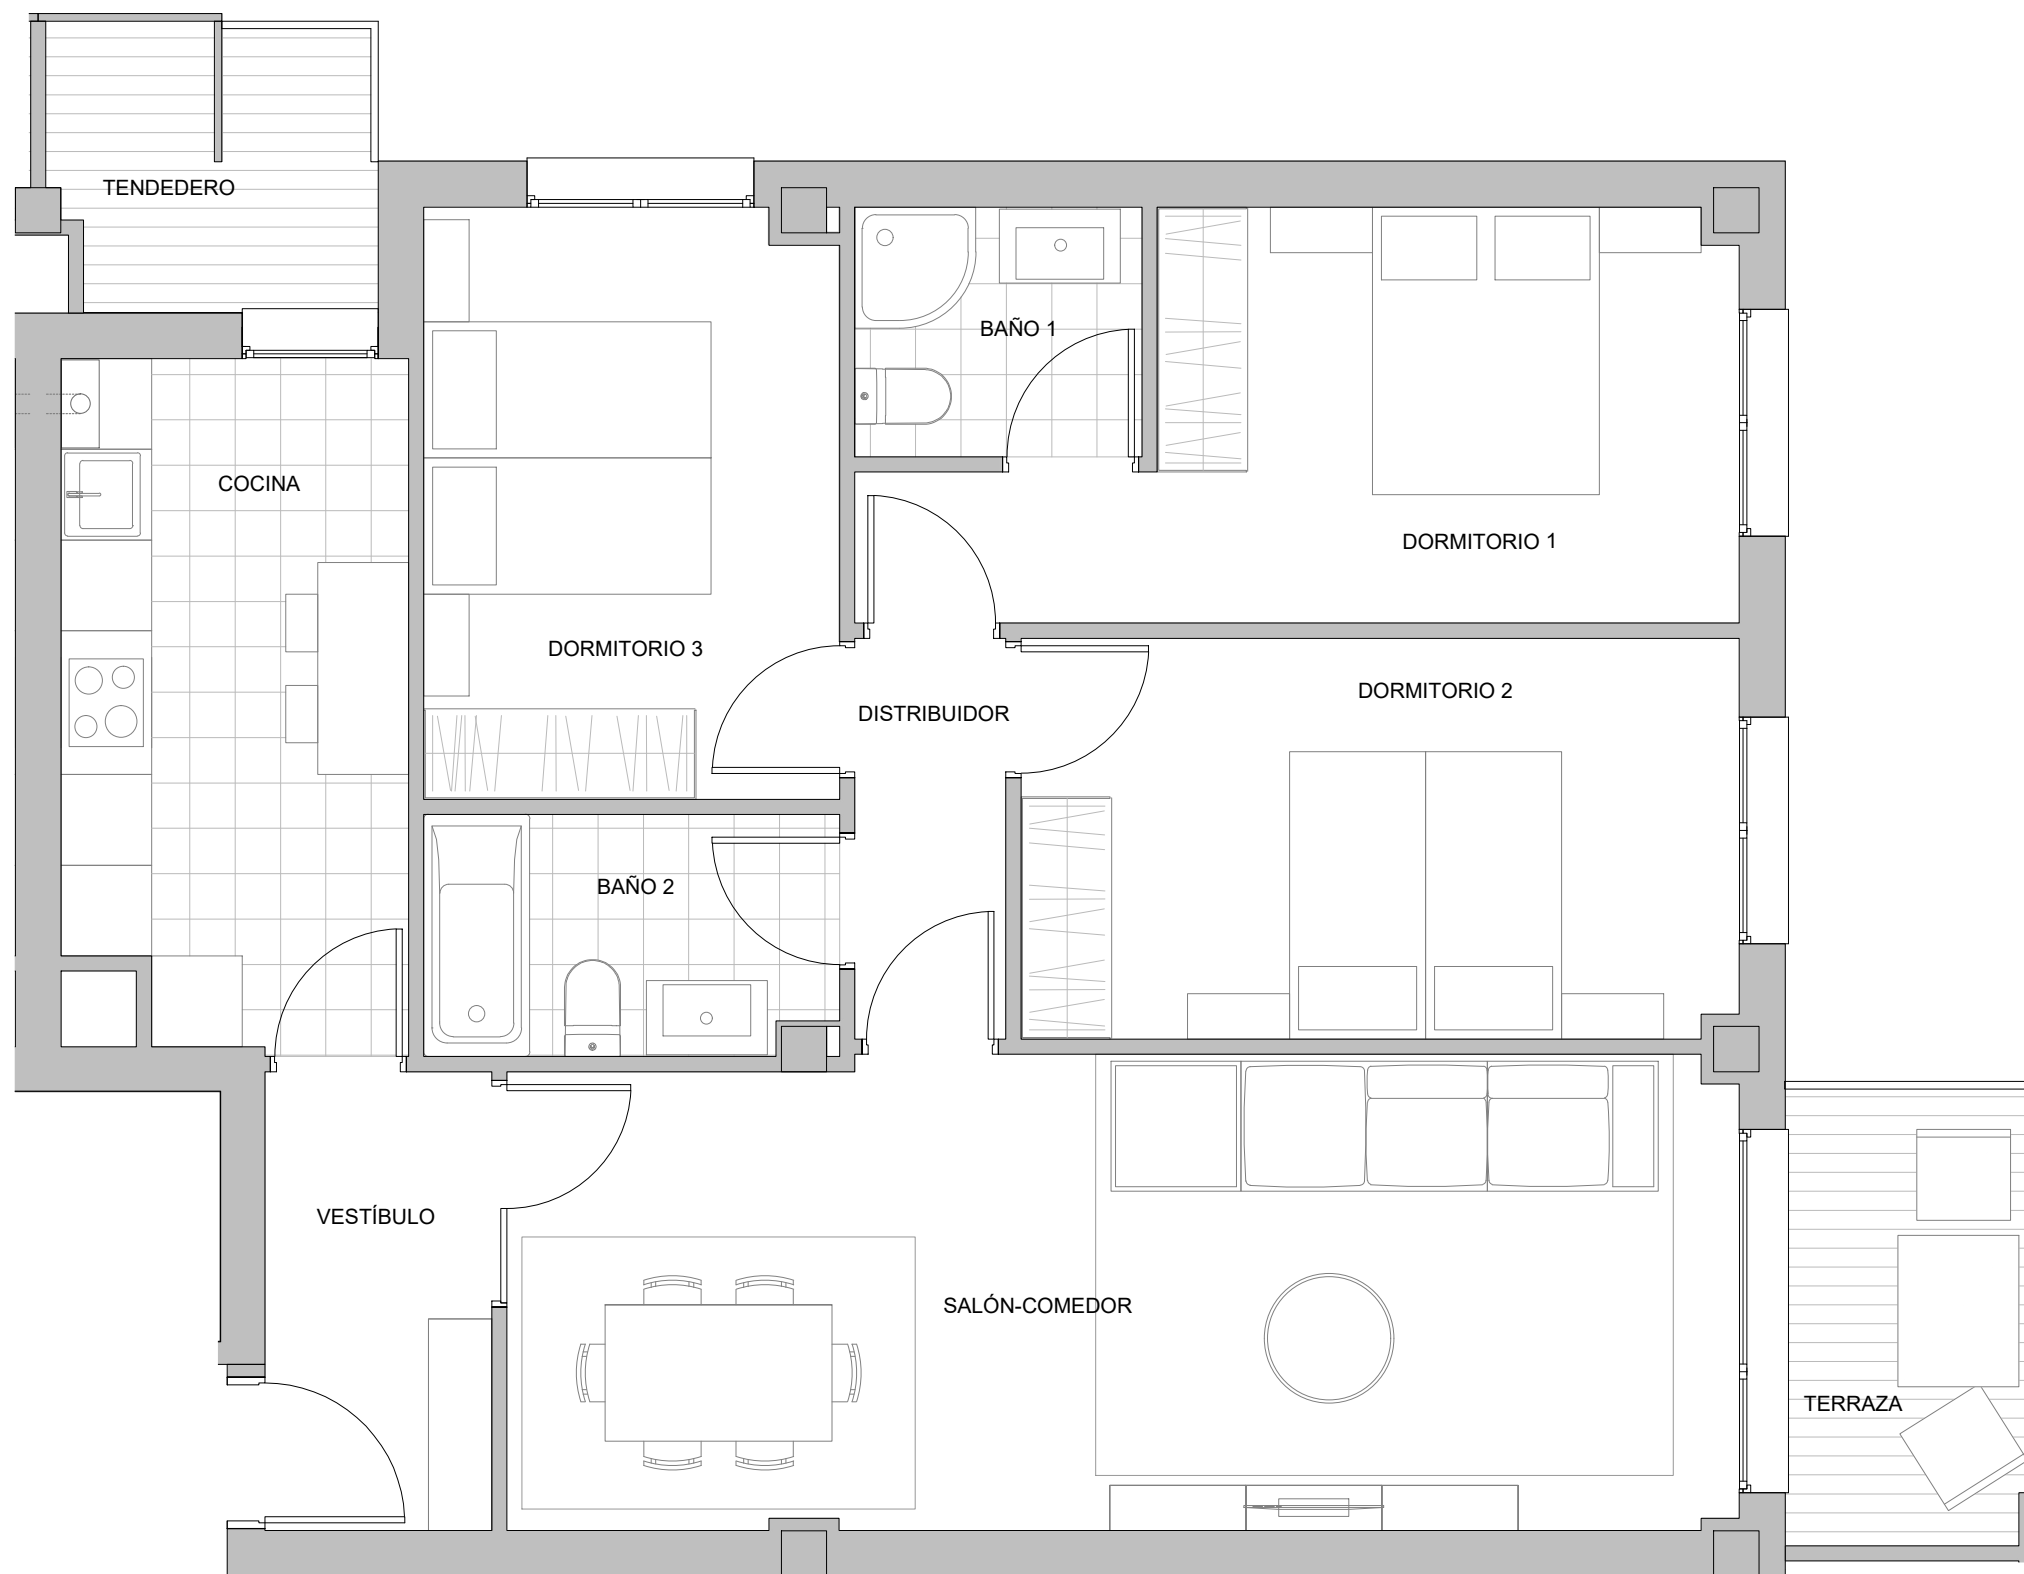 TENDEDERO
BAÑO 1
COCINA
DORMITORIO 1
DORMITORIO 3
DORMITORIO 2
DISTRIBUIDOR
BAÑO 2
VESTÍBULO
SALÓN-COMEDOR
TERRAZA